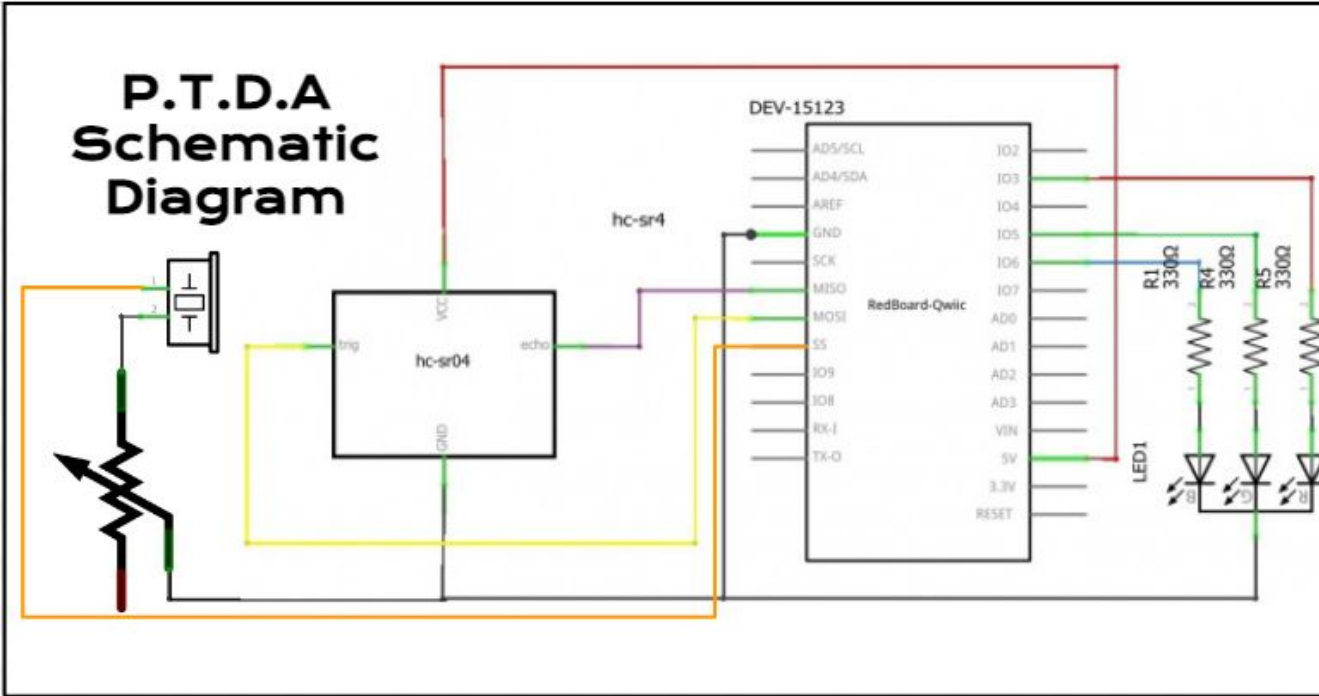 P.T.D.A
Schematic
Diagram
DEV-15123
hc-sr4
1
2
VCC
trig
hc-sr04
echo
GND
AD5/SCL
AD4/SDA
AREF
GND
SCK
MISO
MOSI
SS
IO9
IO8
RX-I
TX-O
RedBoard-Qwiic
IO2
IO3
IO4
IO5
IO6
IO7
AD0
AD1
AD2
AD3
VIN
5V
3.3V
RESET
R1
330Ω
R4
330Ω
R5
330Ω
LED1
B
G
R